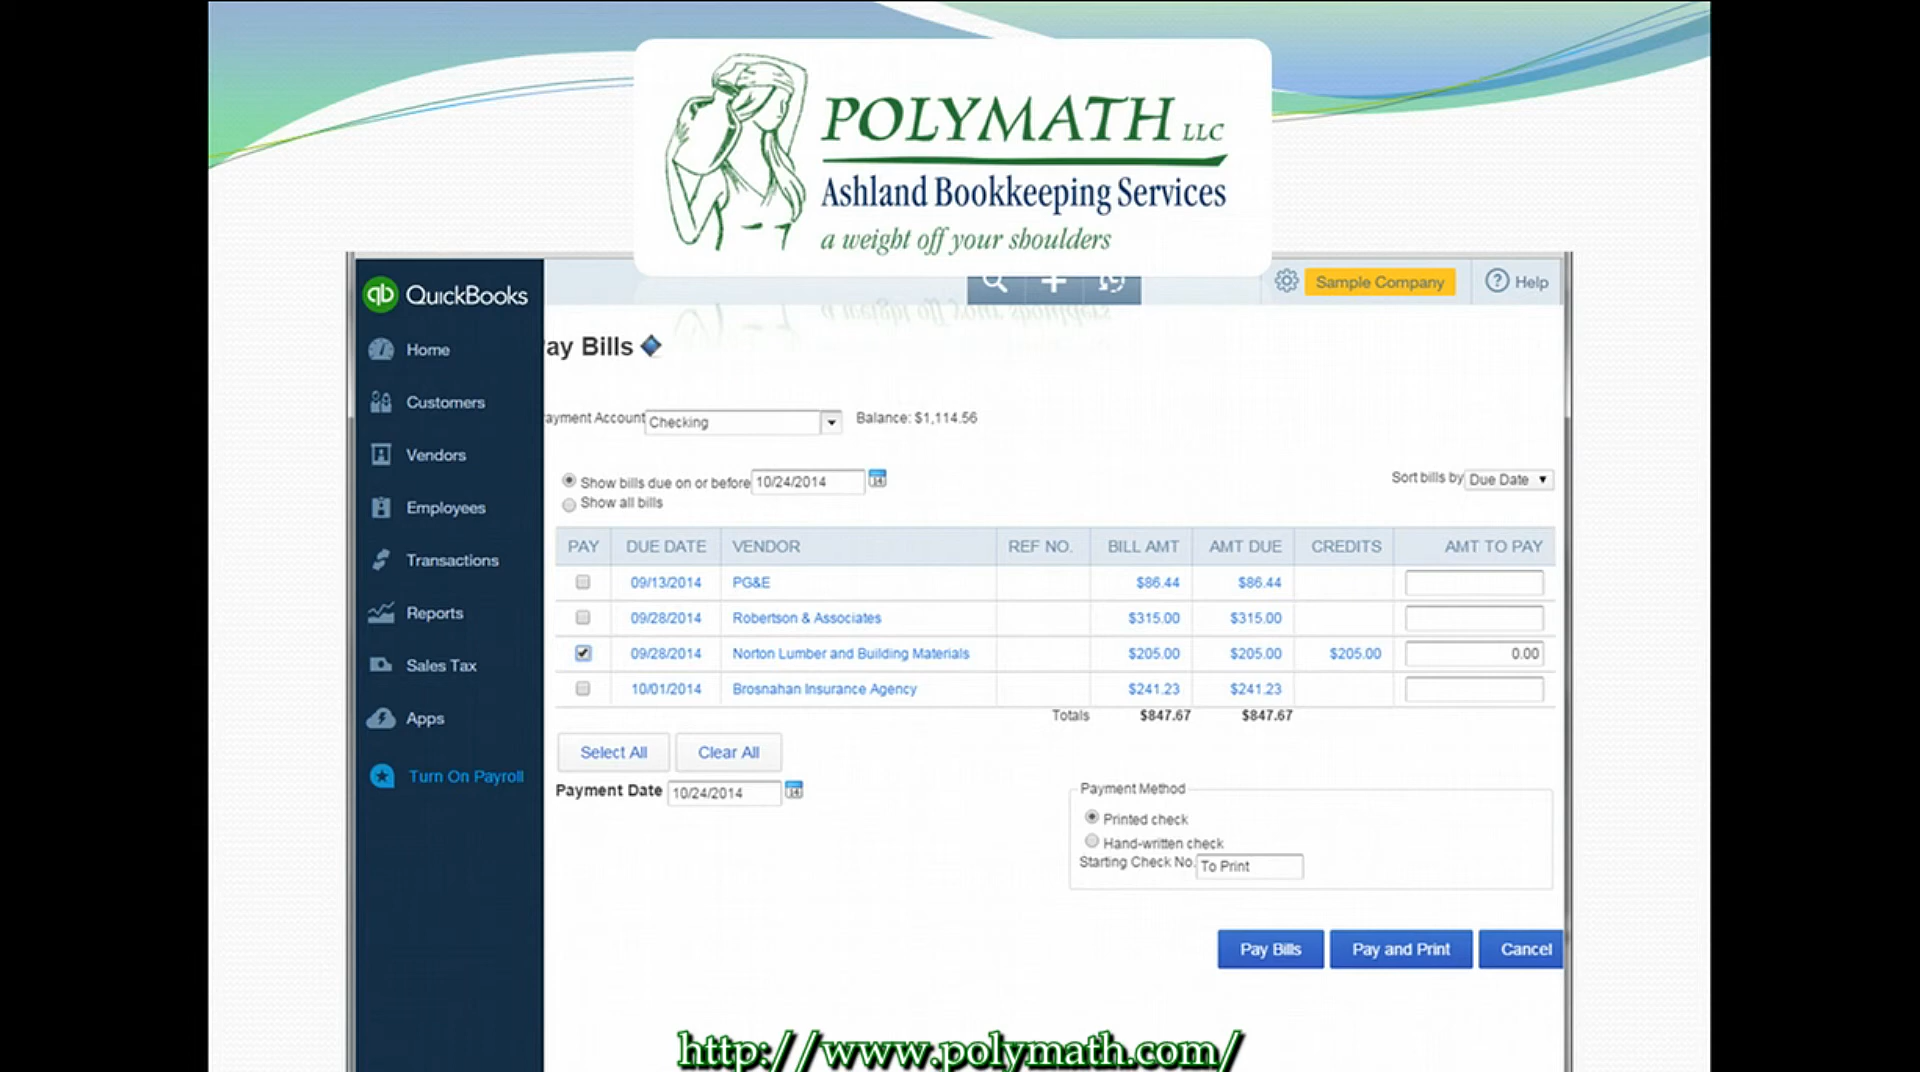 POLYMATH LLC
Ashland Bookkeeping Services
a weight off your shoulders
qb QuickBooks
Sample Company
? Help
a weight off your shoulders
Home
Customers
Vendors
Employees
Transactions
Reports
Sales Tax
Apps
Turn On Payroll
ay Bills
ayment Account Checking Balance: $1,114.56
Show bills due on or before 10/24/2014 14 Sort bills by Due Date
Show all bills
PAY DUE DATE VENDOR REF NO. BILL AMT AMT DUE CREDITS AMT TO PAY
09/13/2014 PG&E $86.44 $86.44
09/28/2014 Robertson & Associates $315.00 $315.00
09/28/2014 Norton Lumber and Building Materials $205.00 $205.00 $205.00 0.00
10/01/2014 Brosnahan Insurance Agency $241.23 $241.23
Totals $847.67 $847.67
Select All Clear All
Payment Date 10/24/2014 14
Payment Method
Printed check
Hand-written check
Starting Check No. To Print
Pay Bills Pay and Print Cancel
http://www.polymath.com/